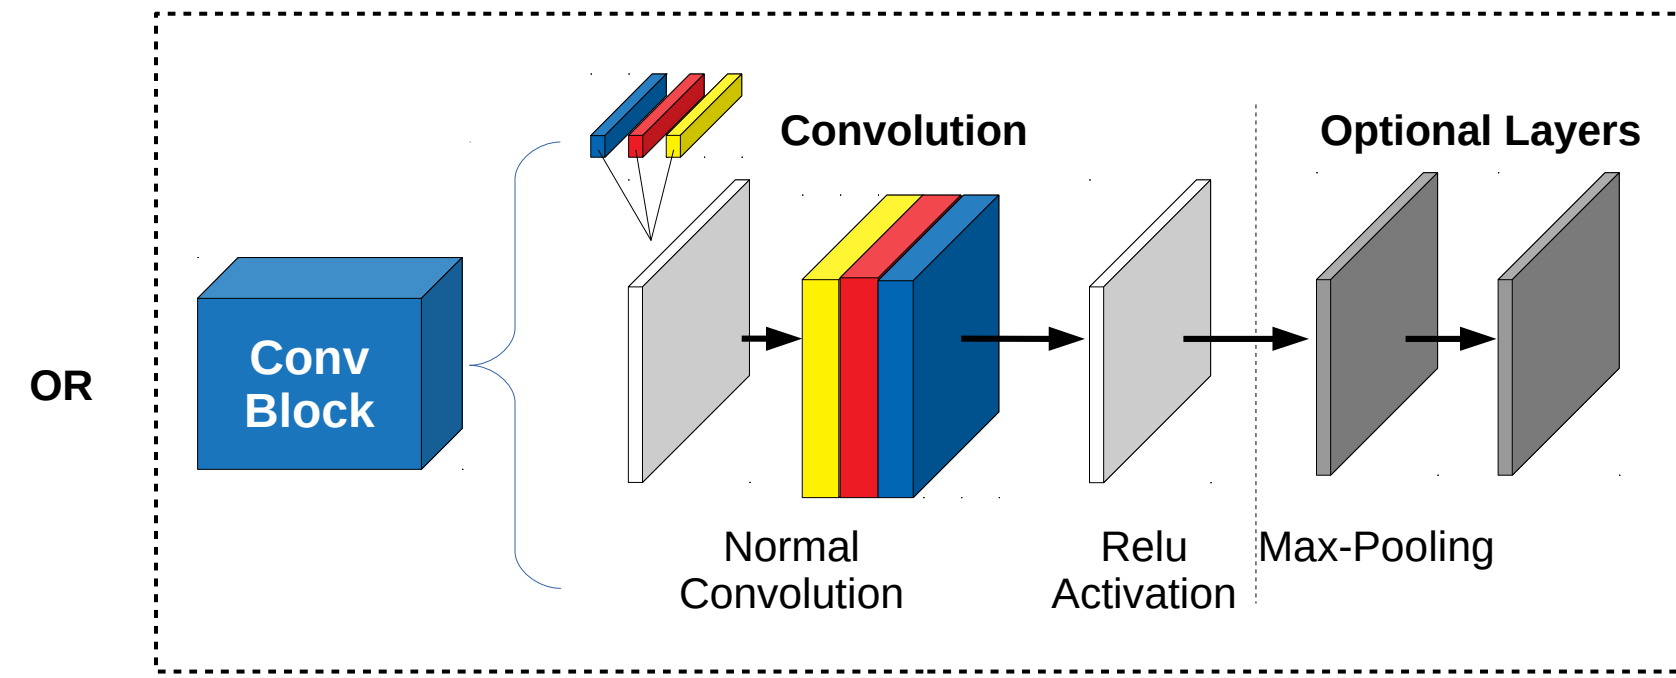 OR
Conv
Block
Convolution
Optional Layers
Normal
Convolution
Relu
Activation
Max-Pooling